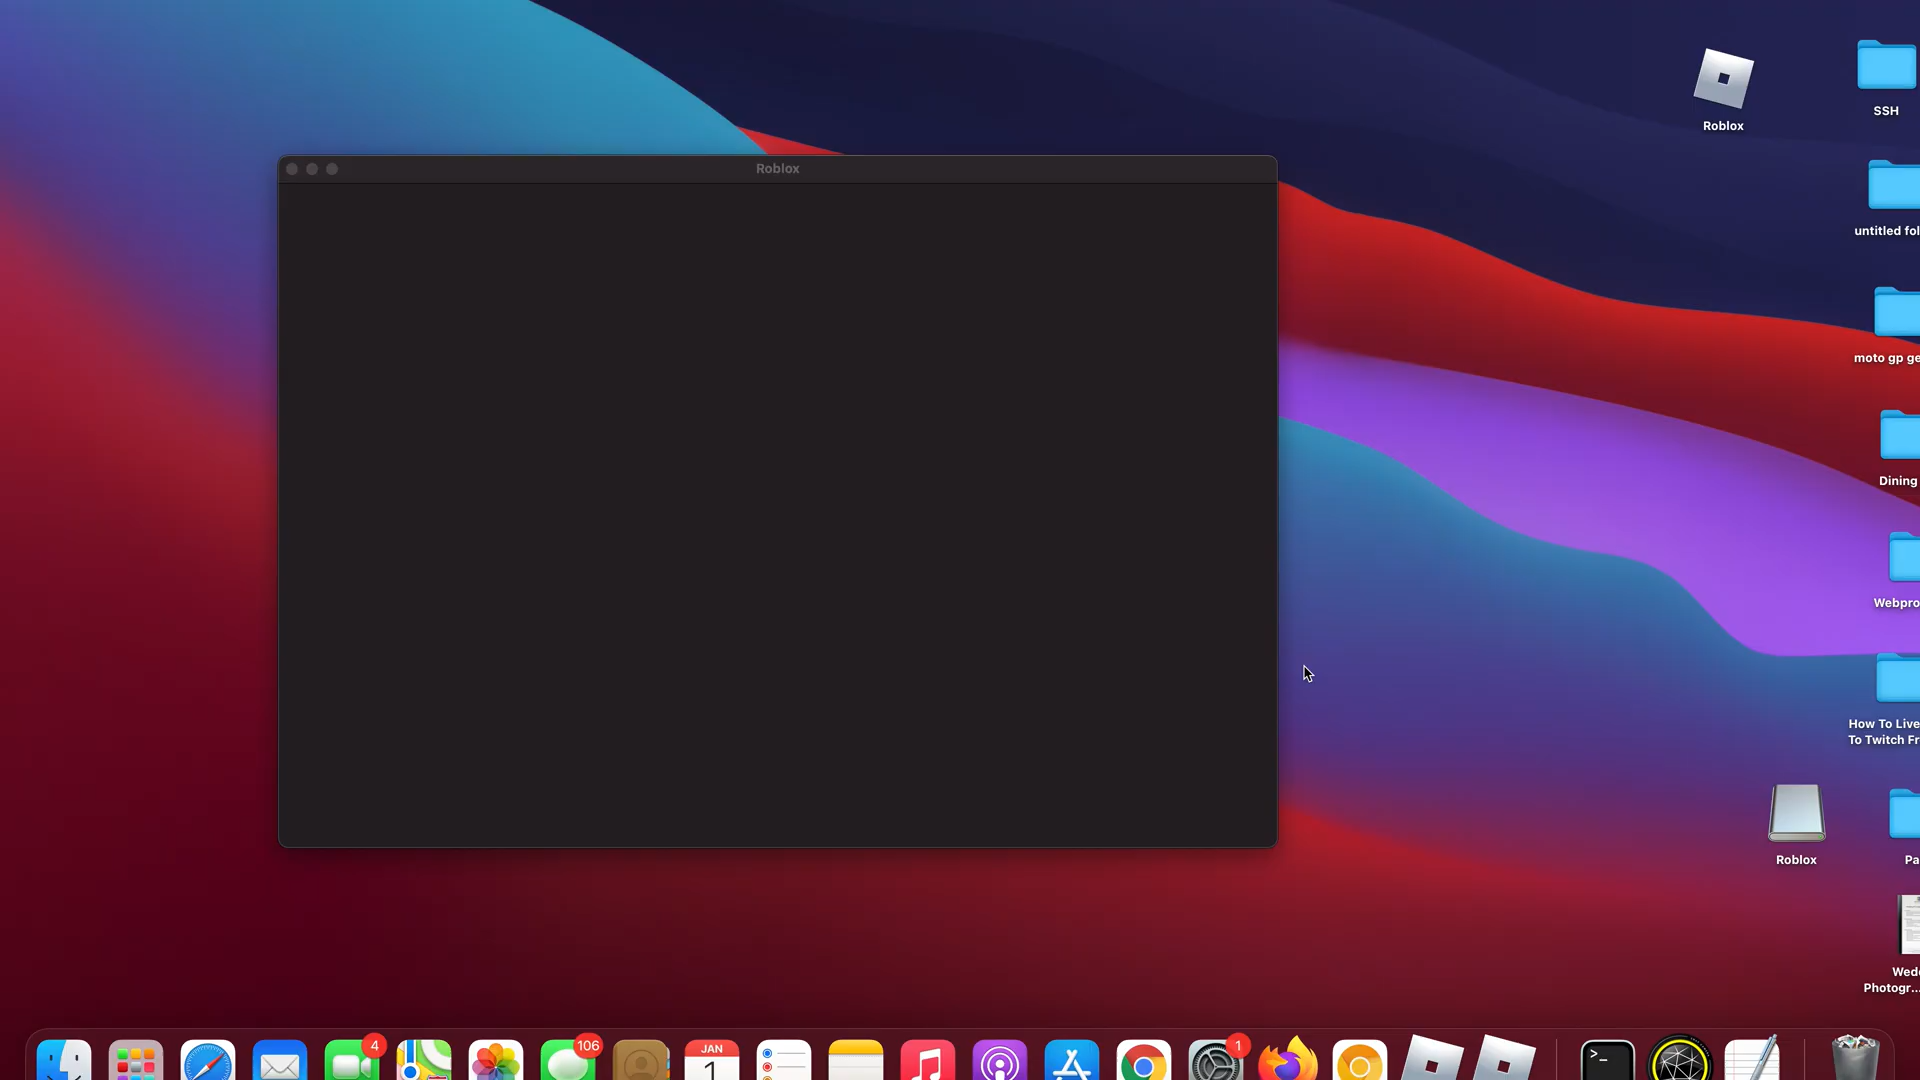 Roblox
Roblox
SSH
untitled fol
moto gp ge
Dining
Webpro
How To Live
To Twitch Fr
Roblox
Pa
Wed
Photogr...
4
106
JAN
1
1
>_